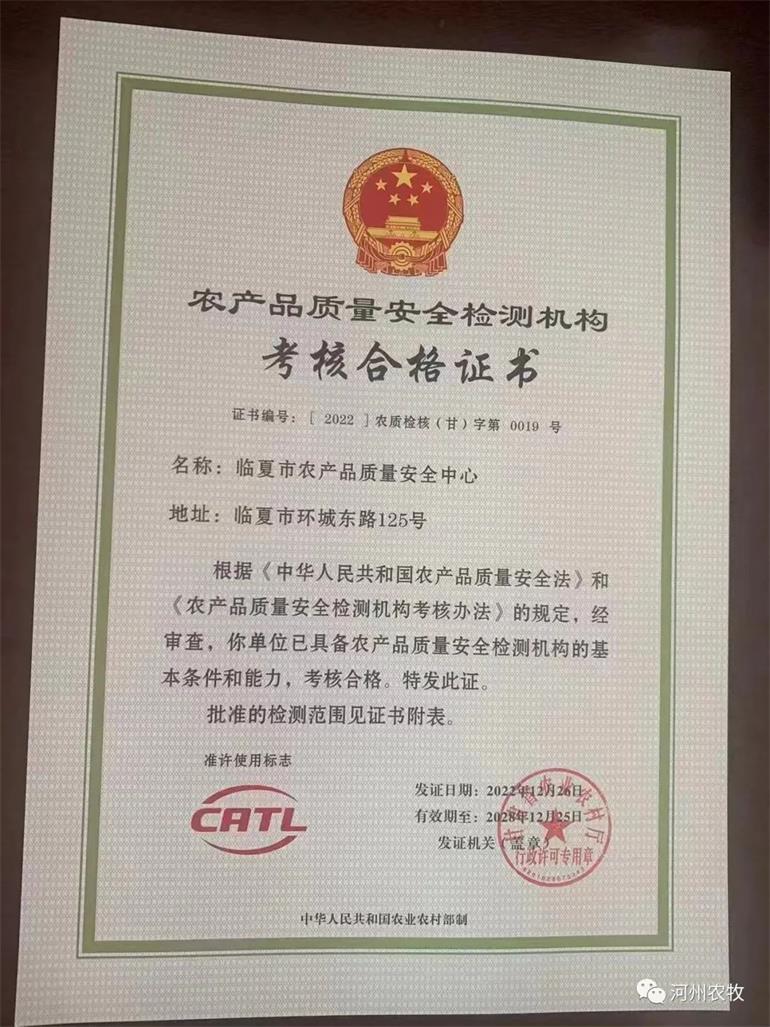 农产品质量安全检测机构
考核合格证书
证书编号：［ 2022 ］农质检核（甘）字第 0019 号
名称：临夏市农产品质量安全中心
地址：临夏市环城东路125号
根据《中华人民共和国农产品质量安全法》和
《农产品质量安全检测机构考核办法》的规定，经
审查，你单位已具备农产品质量安全检测机构的基
本条件和能力，考核合格。特发此证。
批准的检测范围见证书附表。
准许使用标志
CATL
发证日期：2022年12月26日
有效期至：2028年12月25日
发证机关（盖章）
甘肃省农业农村厅
行政许可专用章
中华人民共和国农业农村部制
河州农牧